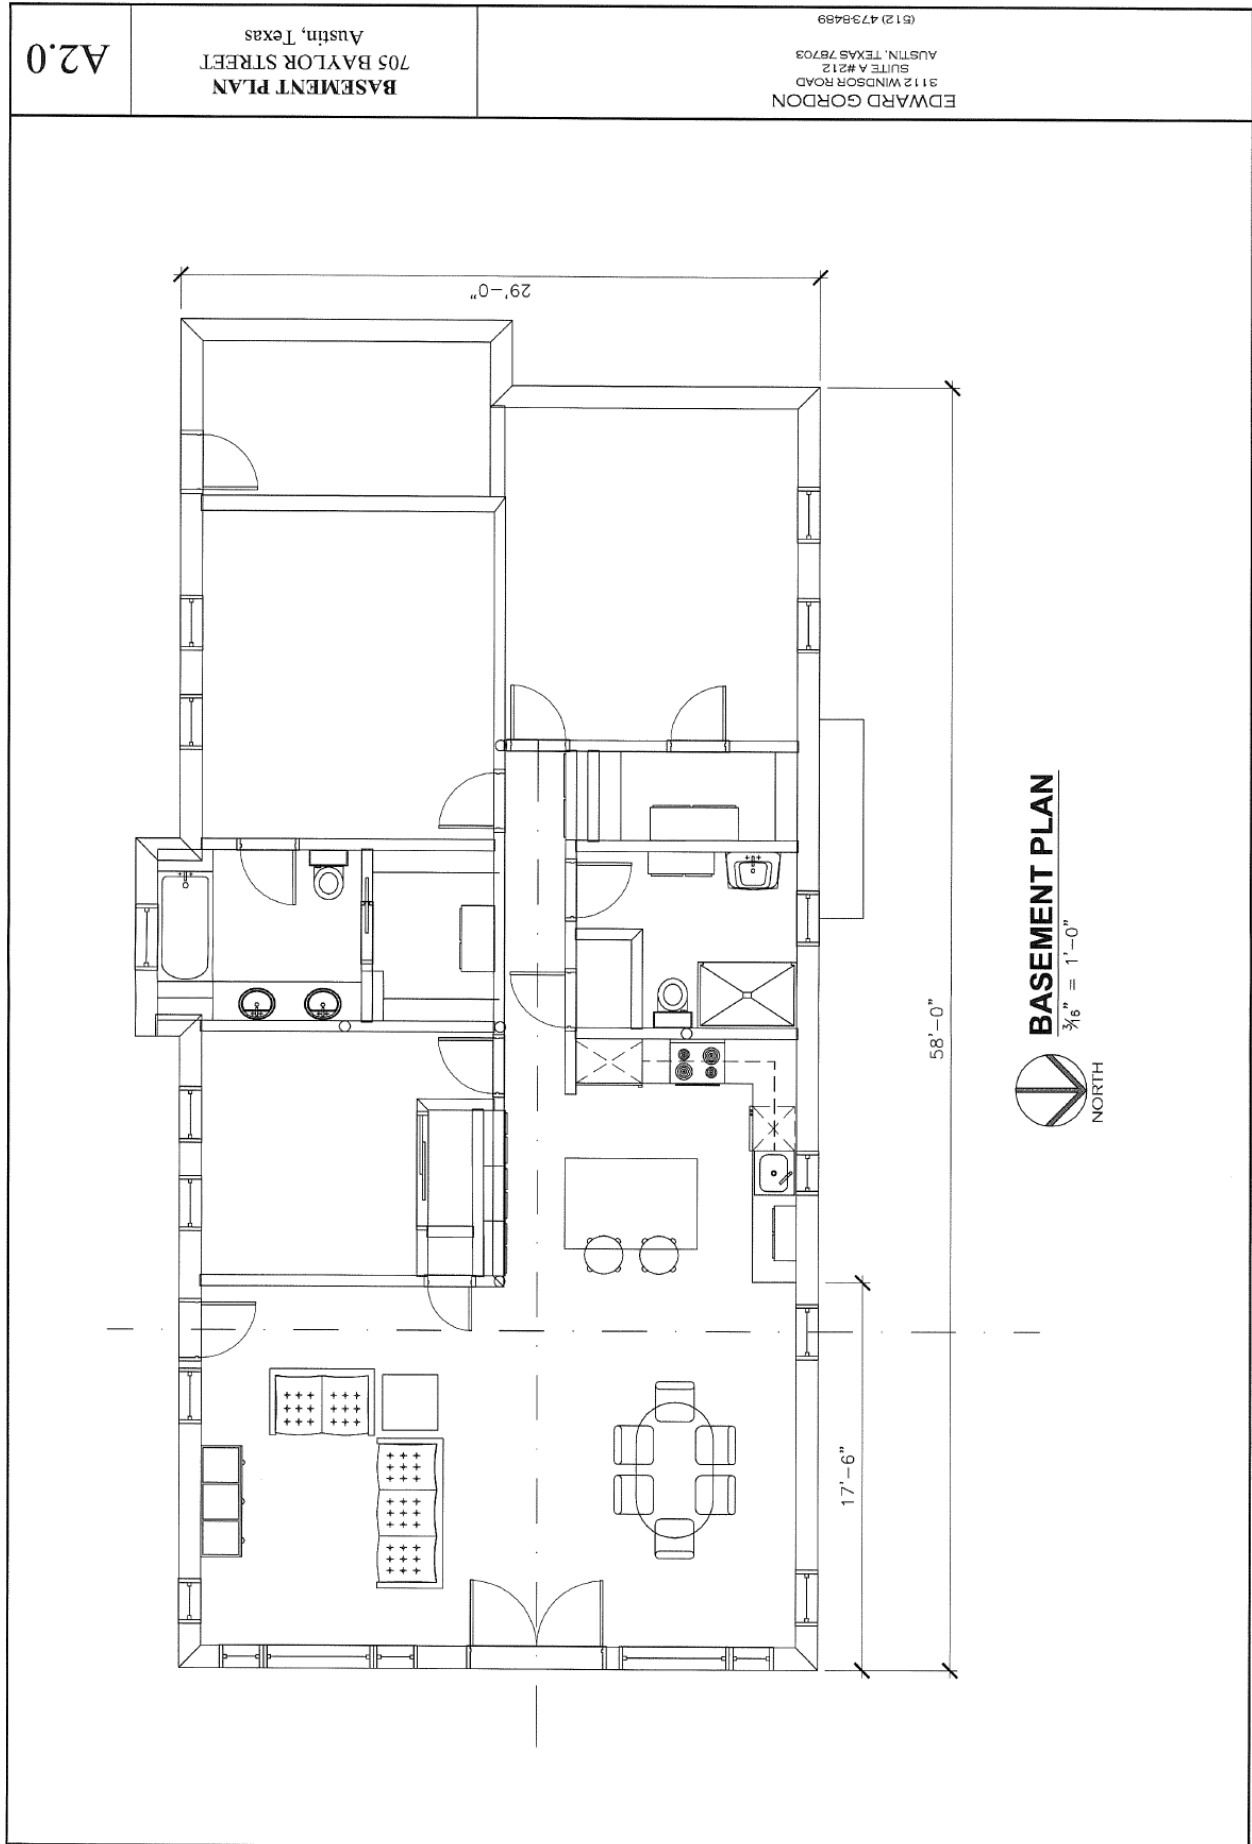 A2.0
BASEMENT PLAN
705 BAYLOR STREET
Austin, Texas
EDWARD GORDON
3112 WINDSOR ROAD
SUITE A #212
AUSTIN, TEXAS 78703
(512) 473-8489
29'-0"
58'-0"
17'-6"
BASEMENT PLAN
3/16" = 1'-0"
NORTH